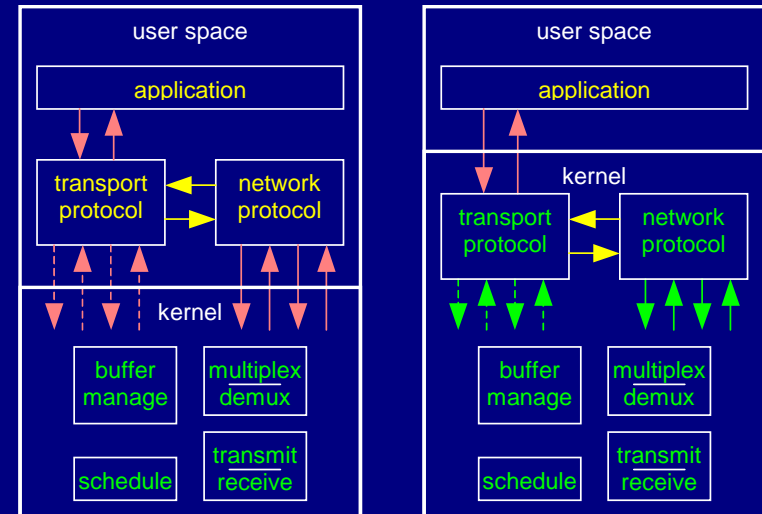 user space
application
transport
protocol
network
protocol
kernel
buffer
manage
multiplex
demux
schedule
transmit
receive
user space
application
kernel
transport
protocol
network
protocol
buffer
manage
multiplex
demux
schedule
transmit
receive